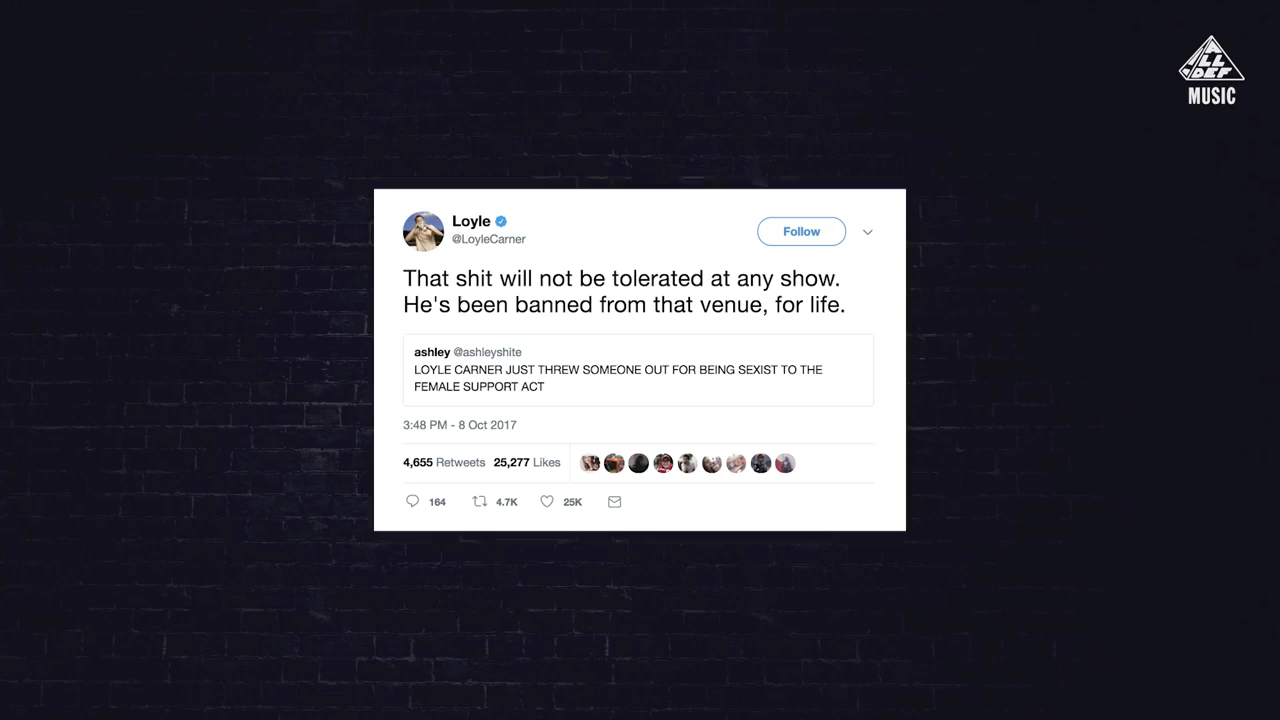 ALL
DEF
MUSIC
Loyle
@LoyleCarner
Follow
That shit will not be tolerated at any show.
He's been banned from that venue, for life.
ashley @ashleyshite
LOYLE CARNER JUST THREW SOMEONE OUT FOR BEING SEXIST TO THE
FEMALE SUPPORT ACT
3:48 PM - 8 Oct 2017
4,655 Retweets 25,277 Likes
164 4.7K 25K